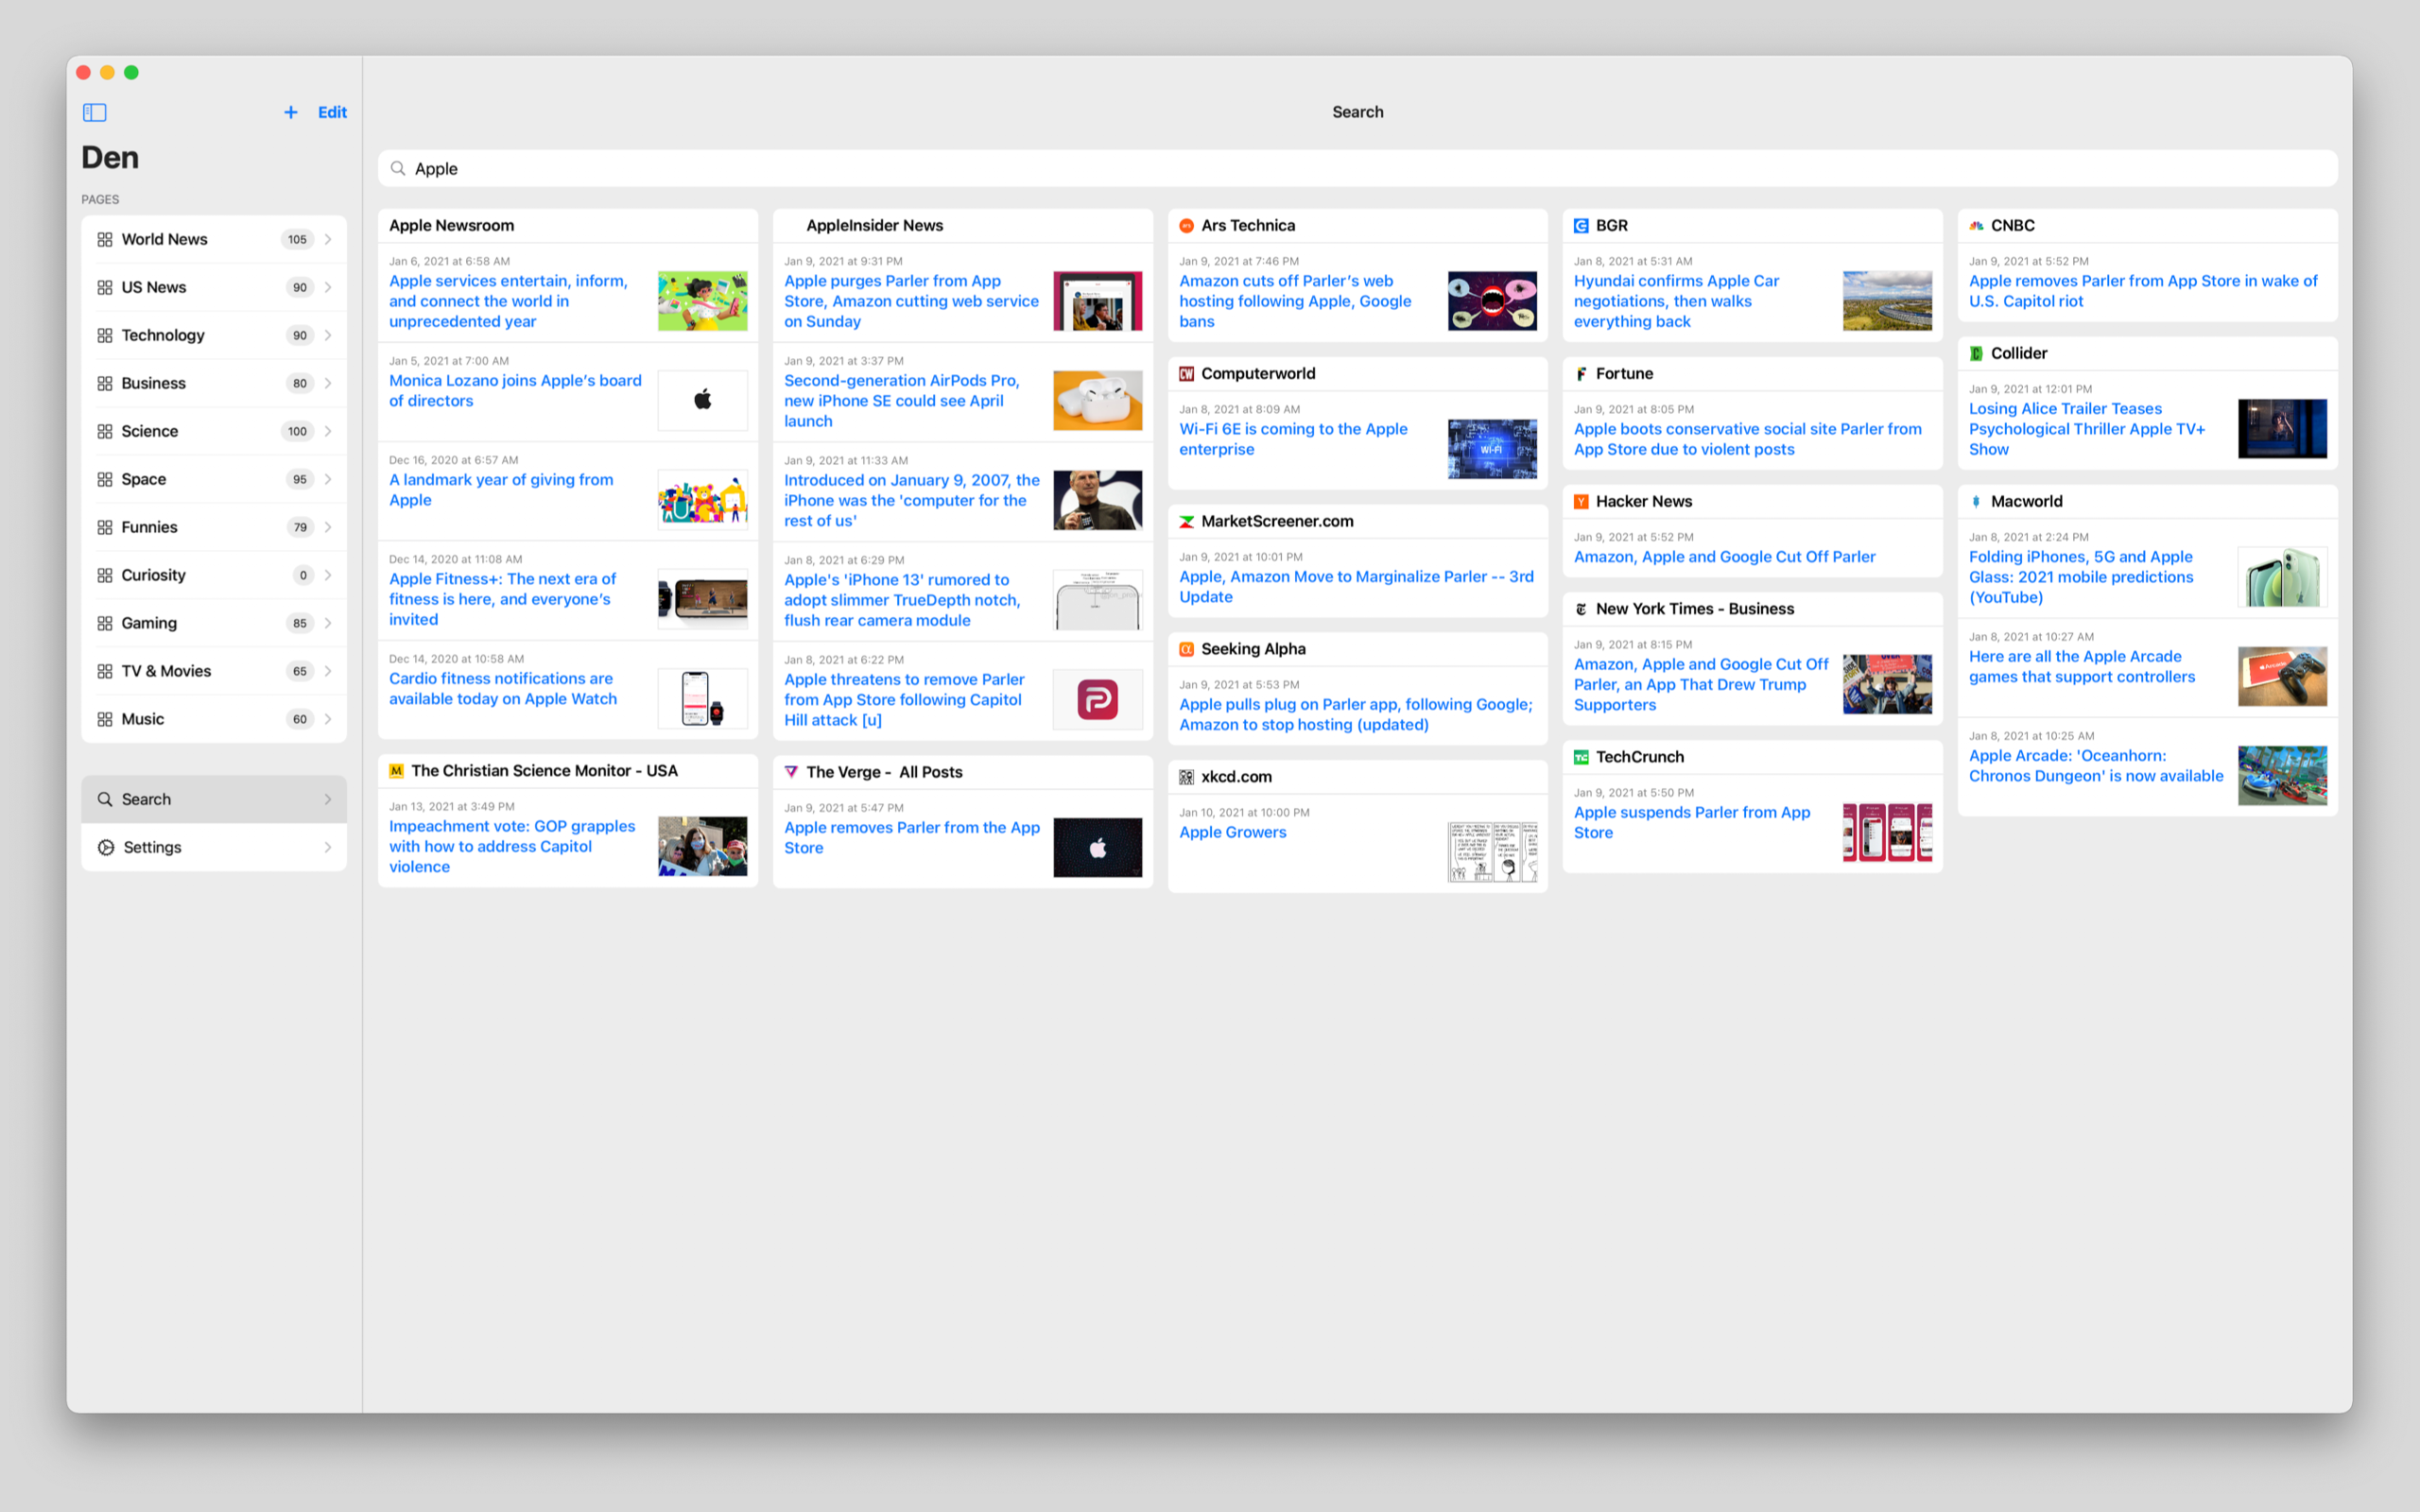 + Edit
Den
PAGES
World News 105
US News 90
Technology 90
Business 80
Science 100
Space 95
Funnies 79
Curiosity 0
Gaming 85
TV & Movies 65
Music 60
Search
Settings
Search
Apple
Apple Newsroom
Jan 6, 2021 at 6:58 AM
Apple services entertain, inform,
and connect the world in
unprecedented year
Jan 5, 2021 at 7:00 AM
Monica Lozano joins Apple’s board
of directors
Dec 16, 2020 at 6:57 AM
A landmark year of giving from
Apple
Dec 14, 2020 at 11:08 AM
Apple Fitness+: The next era of
fitness is here, and everyone’s
invited
Dec 14, 2020 at 10:58 AM
Cardio fitness notifications are
available today on Apple Watch
M The Christian Science Monitor - USA
Jan 13, 2021 at 3:49 PM
Impeachment vote: GOP grapples
with how to address Capitol
violence
AppleInsider News
Jan 9, 2021 at 9:31 PM
Apple purges Parler from App
Store, Amazon cutting web service
on Sunday
Jan 9, 2021 at 3:37 PM
Second-generation AirPods Pro,
new iPhone SE could see April
launch
Jan 9, 2021 at 11:33 AM
Introduced on January 9, 2007, the
iPhone was the 'computer for the
rest of us'
Jan 8, 2021 at 6:29 PM
Apple's 'iPhone 13' rumored to
adopt slimmer TrueDepth notch,
flush rear camera module
Jan 8, 2021 at 6:22 PM
Apple threatens to remove Parler
from App Store following Capitol
Hill attack [u]
The Verge - All Posts
Jan 9, 2021 at 5:47 PM
Apple removes Parler from the App
Store
ars Ars Technica
Jan 9, 2021 at 7:46 PM
Amazon cuts off Parler’s web
hosting following Apple, Google
bans
CW Computerworld
Jan 8, 2021 at 8:09 AM
Wi-Fi 6E is coming to the Apple
enterprise
Wi-Fi
MarketScreener.com
Jan 9, 2021 at 10:01 PM
Apple, Amazon Move to Marginalize Parler -- 3rd
Update
α Seeking Alpha
Jan 9, 2021 at 5:53 PM
Apple pulls plug on Parler app, following Google;
Amazon to stop hosting (updated)
xkcd.com
Jan 10, 2021 at 10:00 PM
Apple Growers
BGR
Jan 8, 2021 at 5:31 AM
Hyundai confirms Apple Car
negotiations, then walks
everything back
F Fortune
Jan 9, 2021 at 8:05 PM
Apple boots conservative social site Parler from
App Store due to violent posts
Y Hacker News
Jan 9, 2021 at 5:52 PM
Amazon, Apple and Google Cut Off Parler
New York Times - Business
Jan 9, 2021 at 8:15 PM
Amazon, Apple and Google Cut Off
Parler, an App That Drew Trump
Supporters
TC TechCrunch
Jan 9, 2021 at 5:50 PM
Apple suspends Parler from App
Store
CNBC
Jan 9, 2021 at 5:52 PM
Apple removes Parler from App Store in wake of
U.S. Capitol riot
C Collider
Jan 9, 2021 at 12:01 PM
Losing Alice Trailer Teases
Psychological Thriller Apple TV+
Show
Macworld
Jan 8, 2021 at 2:24 PM
Folding iPhones, 5G and Apple
Glass: 2021 mobile predictions
(YouTube)
Jan 8, 2021 at 10:27 AM
Here are all the Apple Arcade
games that support controllers
Arcade
Jan 8, 2021 at 10:25 AM
Apple Arcade: 'Oceanhorn:
Chronos Dungeon' is now available